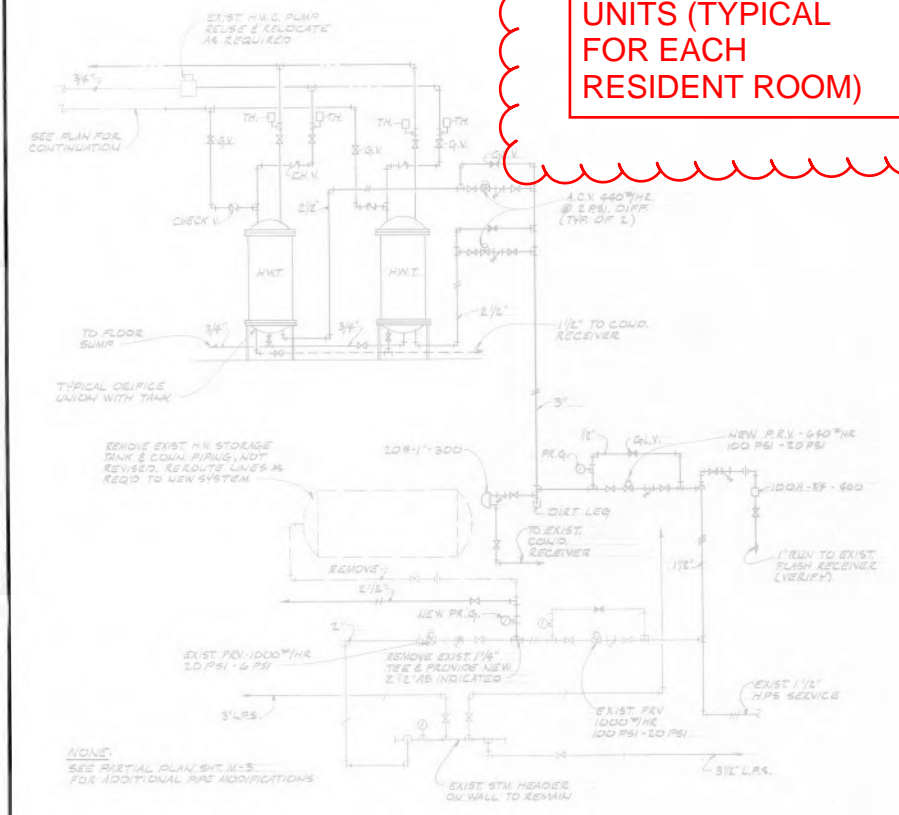 EXIST. H.W.C. PUMP
REUSE & RELOCATE
AS REQUIRED
UNITS (TYPICAL
FOR EACH
RESIDENT ROOM)
3/4"
SEE PLAN FOR
CONTINUATION
T.H.
T.H.
T.H.
T.H.
G.V.
G.V.
G.V.
GL.V.
CH.V.
CHECK V.
2 1/2"
A.C.V. 440 #/HR
@ 2 PSI. DIFF.
(TYP. OF 2)
H.W.T.
H.W.T.
2 1/2"
TO FLOOR
SUMP
3/4"
3/4"
1 1/2" TO COND.
RECEIVER
TYPICAL ORIFICE
UNION WITH TANK
3"
REMOVE EXIST H.W. STORAGE
TANK & CONN. PIPING, NOT
REVISED. REROUTE LINES AS
REQ'D TO NEW SYSTEM
20B-1"-300
PR.G.
1/2"
GL.V.
NEW P.R.V. - 640 #/HR
100 PSI - 20 PSI
DIRT LEG
100A-3/4-400
TO EXIST.
COND.
RECEIVER
1" RUN TO EXIST.
FLASH RECEIVER
(VERIFY)
1 1/2"
REMOVE
2 1/2"
NEW PR.G.
2"
EXIST. PRV-1000 #/HR
20 PSI - 6 PSI
REMOVE EXIST 1 1/4"
TEE & PROVIDE NEW
2 1/2" AS INDICATED
EXIST. PRV
1000 #/HR
100 PSI - 20 PSI
EXIST 1 1/2"
H.P.S. SERVICE
3" L.P.S.
3 1/2" L.P.S.
NONE:
SEE PARTIAL PLAN SHT. M-3
FOR ADDITIONAL PIPE MODIFICATIONS
EXIST. STM. HEADER
ON WALL TO REMAIN